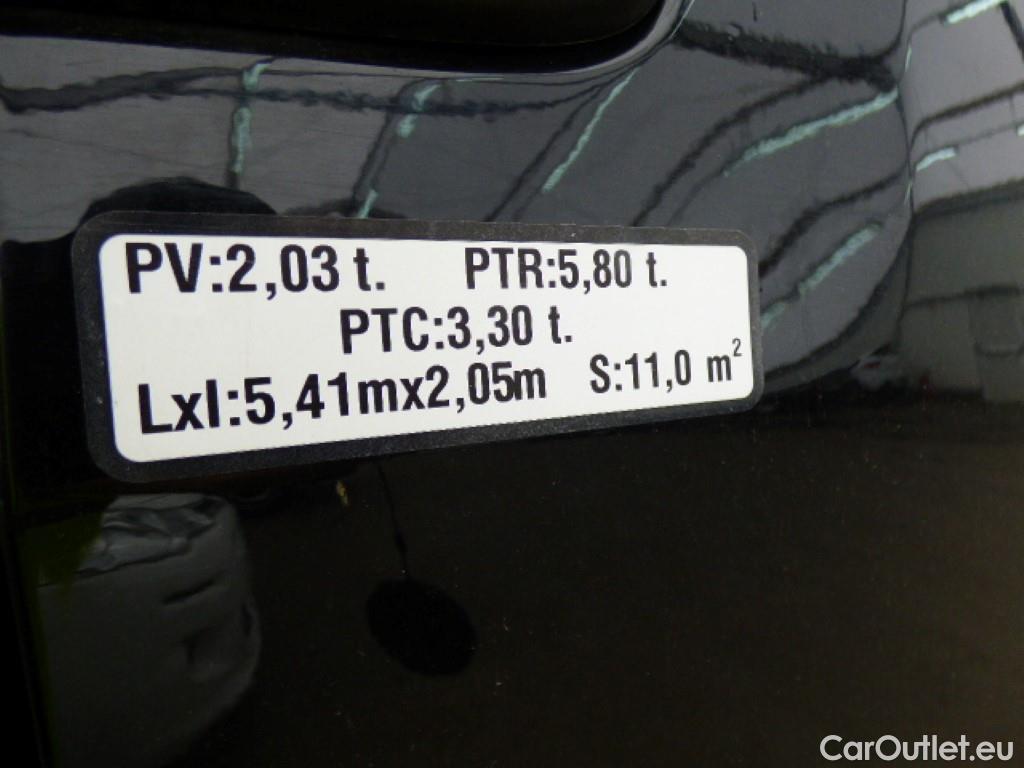 PV:2,03 t. PTR:5,80 t.
PTC:3,30 t.
Lxl:5,41mx2,05m S:11,0 m²
CarOutlet.eu